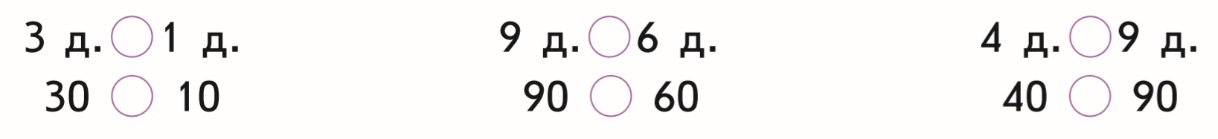 3 д. ◯ 1 д. 9 д. ◯ 6 д. 4 д. ◯ 9 д.
30 ◯ 10 90 ◯ 60 40 ◯ 90